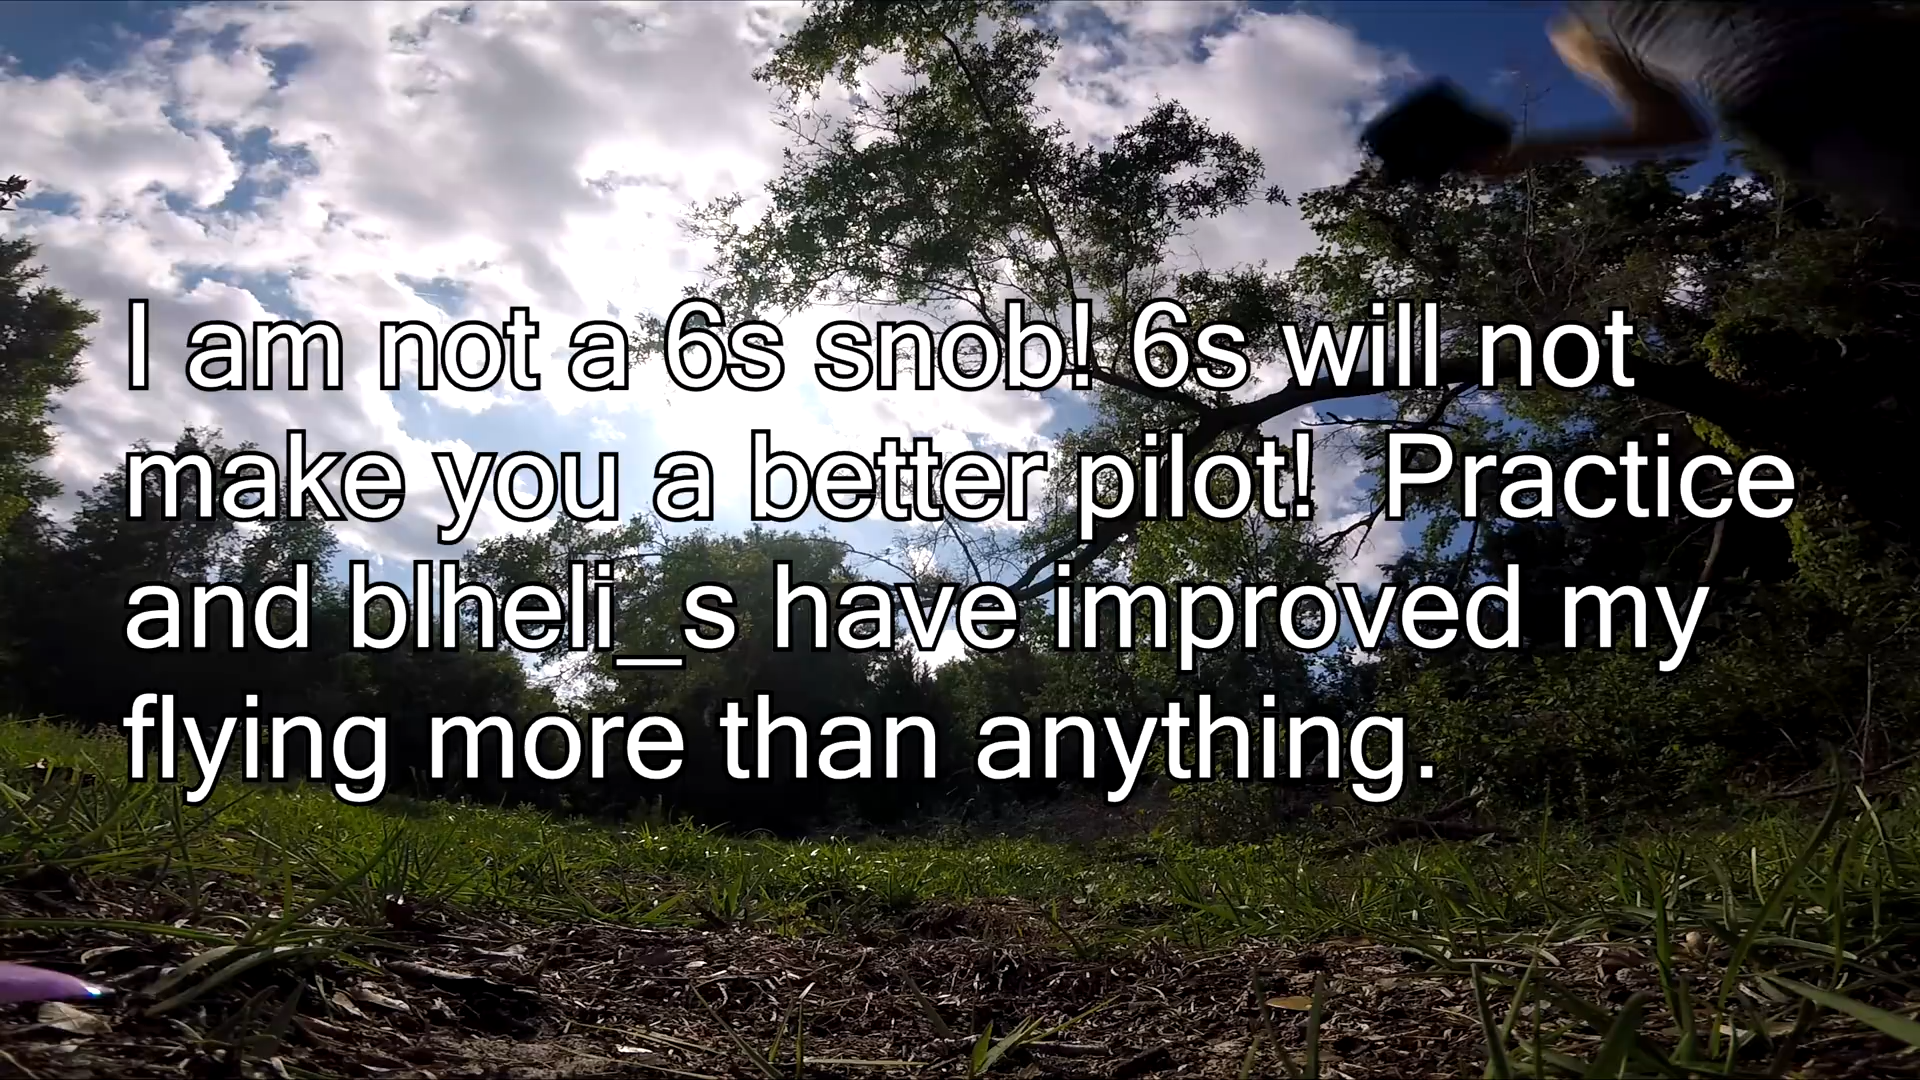 I am not a 6s snob! 6s will not
make you a better pilot!  Practice
and blheli_s have improved my
flying more than anything.